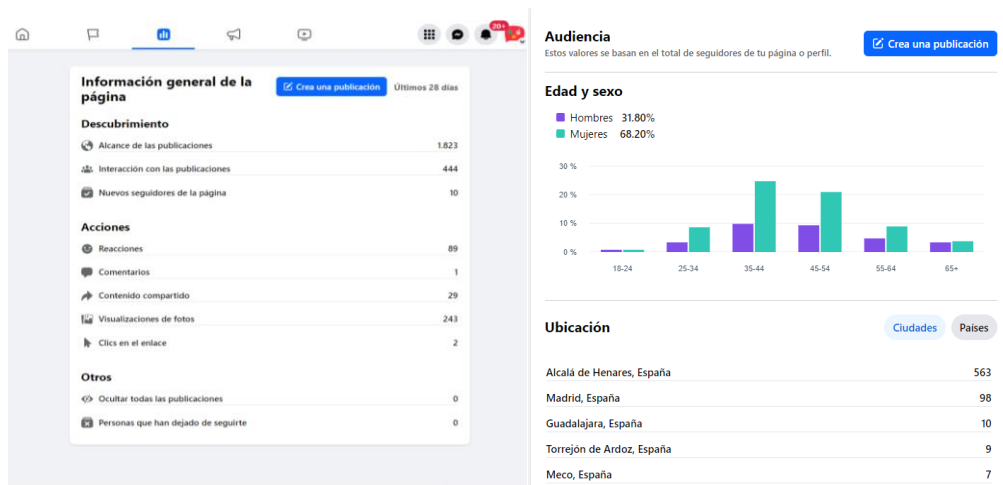 20+
Información general de la
página
Crea una publicación
Últimos 28 días
Descubrimiento
Alcance de las publicaciones 1.823
Interacción con las publicaciones 444
Nuevos seguidores de la página 10
Acciones
Reacciones 89
Comentarios 1
Contenido compartido 29
Visualizaciones de fotos 243
Clics en el enlace 2
Otros
Ocultar todas las publicaciones 0
Personas que han dejado de seguirte 0
Audiencia
Estos valores se basan en el total de seguidores de tu página o perfil.
Crea una publicación
Edad y sexo
Hombres 31.80%
Mujeres 68.20%
30 %
20 %
10 %
0 %
18-24 25-34 35-44 45-54 55-64 65+
Ubicación
Ciudades Países
Alcalá de Henares, España 563
Madrid, España 98
Guadalajara, España 10
Torrejón de Ardoz, España 9
Meco, España 7